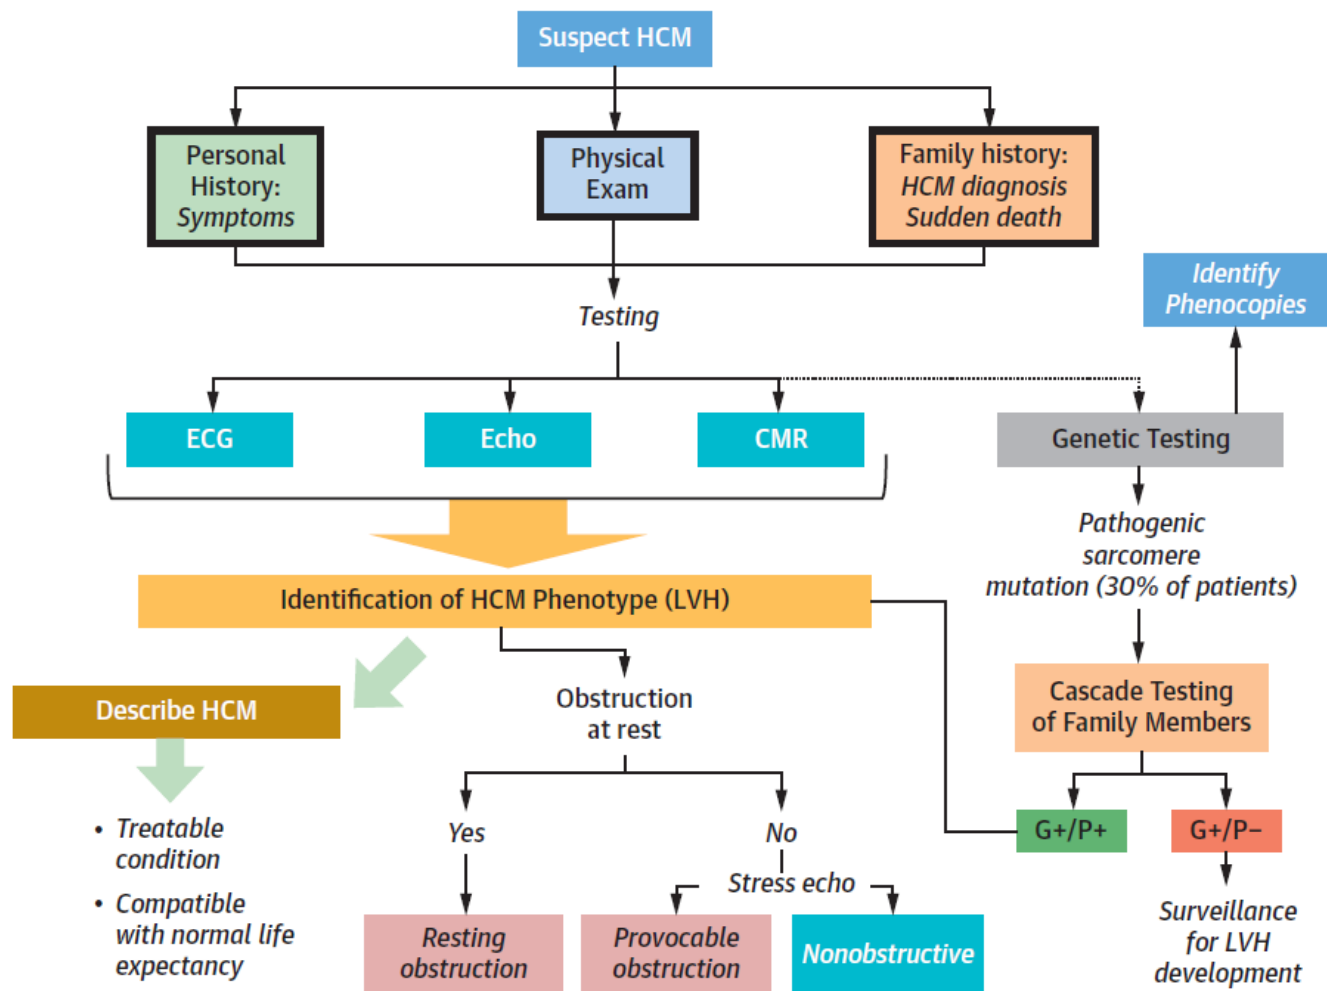 Suspect HCM
Personal
History:
Symptoms
Physical
Exam
Family history:
HCM diagnosis
Sudden death
Identify
Phenocopies
Testing
ECG
Echo
CMR
Genetic Testing
Pathogenic
sarcomere
mutation (30% of patients)
Identification of HCM Phenotype (LVH)
Describe HCM
Obstruction
at rest
Cascade Testing
of Family Members
• Treatable
condition
• Compatible
with normal life
expectancy
Yes
No
Stress echo
G+/P+
G+/P−
Resting
obstruction
Provocable
obstruction
Nonobstructive
Surveillance
for LVH
development